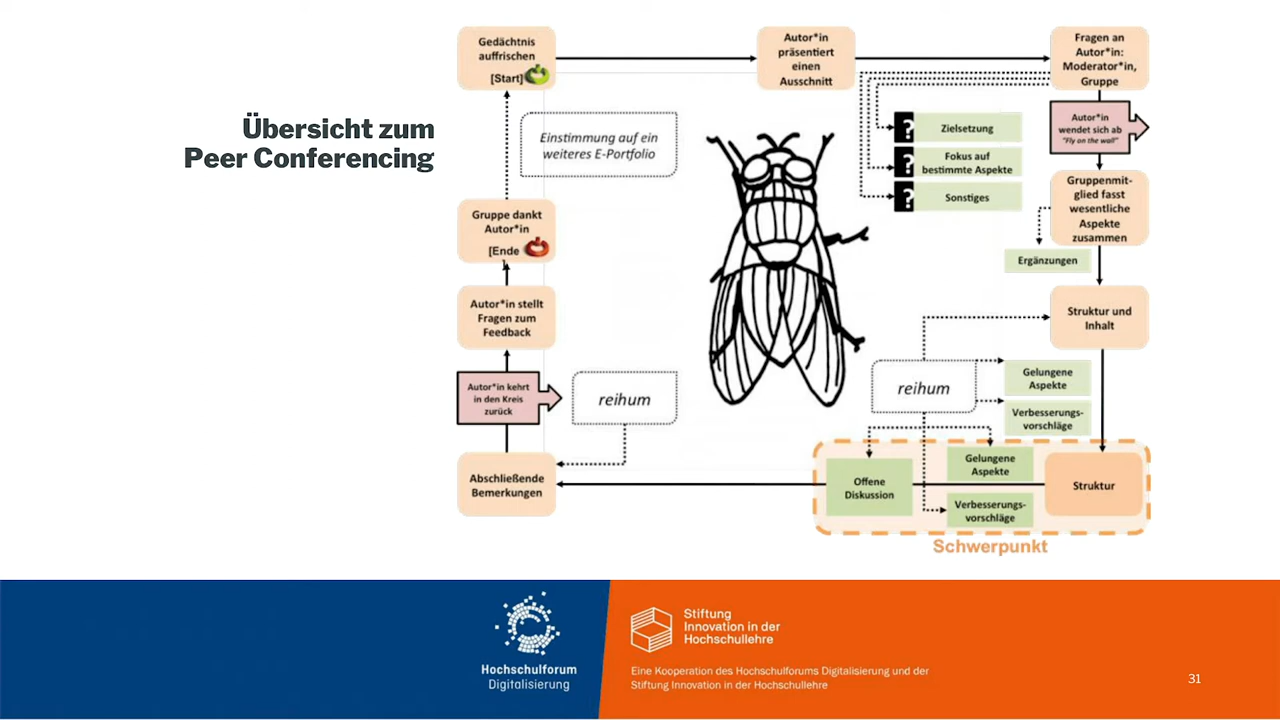 Übersicht zum
Peer Conferencing
Gedächtnis
auffrischen
[Start]
Autor*in
präsentiert
einen
Ausschnitt
Fragen an
Autor*in:
Moderator*in,
Gruppe
?
Zielsetzung
?
Fokus auf
bestimmte Aspekte
?
Sonstiges
Autor*in
wendet sich ab
"Fly on the wall"
Gruppenmit-
glied fasst
wesentliche
Aspekte
zusammen
Ergänzungen
Struktur und
Inhalt
reihum
Gelungene
Aspekte
Verbesserungs-
vorschläge
Struktur
Gelungene
Aspekte
Verbesserungs-
vorschläge
Offene
Diskussion
Schwerpunkt
Abschließende
Bemerkungen
reihum
Autor*in kehrt
in den Kreis
zurück
Autor*in stellt
Fragen zum
Feedback
Gruppe dankt
Autor*in
[Ende
]
Einstimmung auf ein
weiteres E-Portfolio
Hochschulforum
Digitalisierung
Stiftung
Innovation in der
Hochschullehre
Eine Kooperation des Hochschulforums Digitalisierung und der
Stiftung Innovation in der Hochschullehre
31